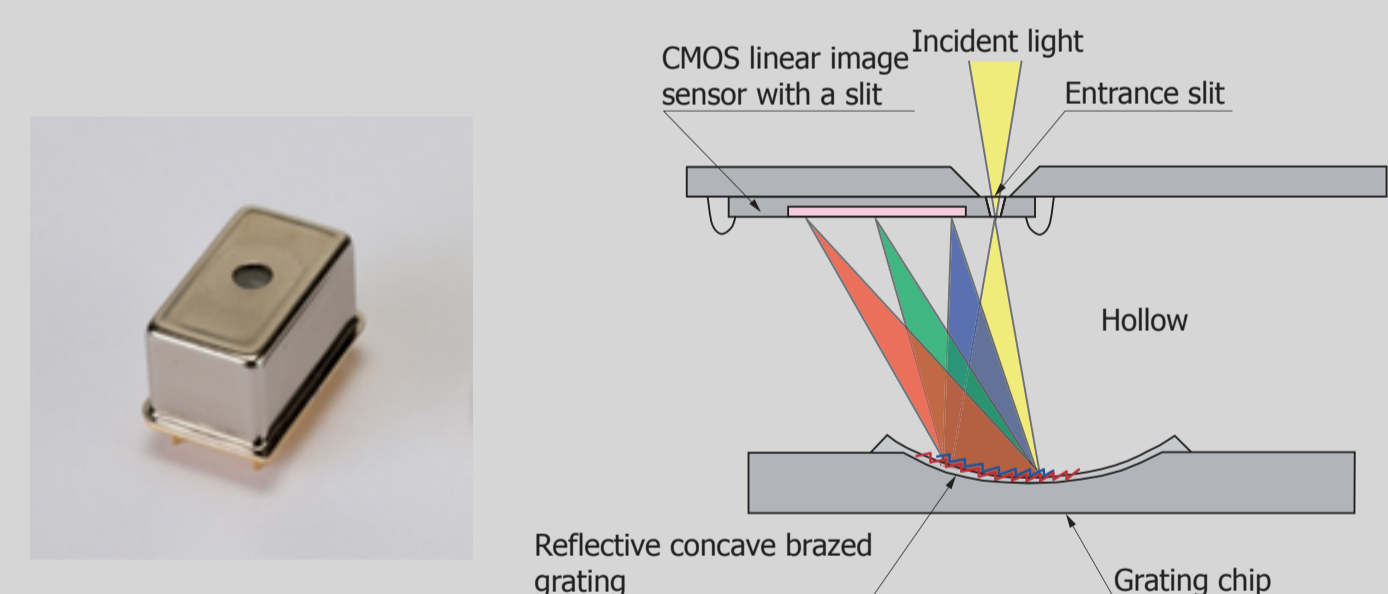 Incident light
CMOS linear image
sensor with a slit
Entrance slit
Hollow
Reflective concave brazed
grating
Grating chip